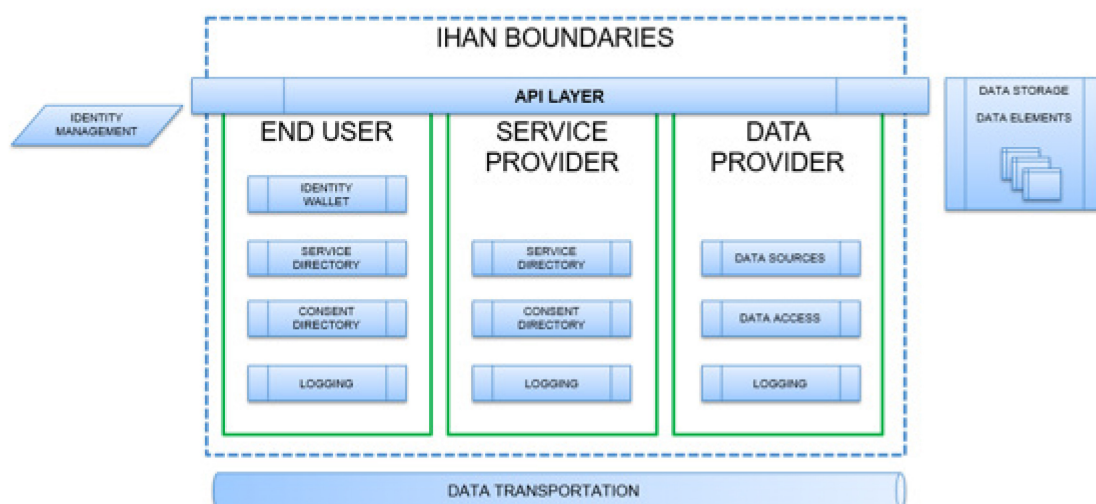 IHAN BOUNDARIES
API LAYER
IDENTITY
MANAGEMENT
DATA STORAGE
DATA ELEMENTS
END USER
IDENTITY
WALLET
SERVICE
DIRECTORY
CONSENT
DIRECTORY
LOGGING
SERVICE
PROVIDER
SERVICE
DIRECTORY
CONSENT
DIRECTORY
LOGGING
DATA
PROVIDER
DATA SOURCES
DATA ACCESS
LOGGING
DATA TRANSPORTATION